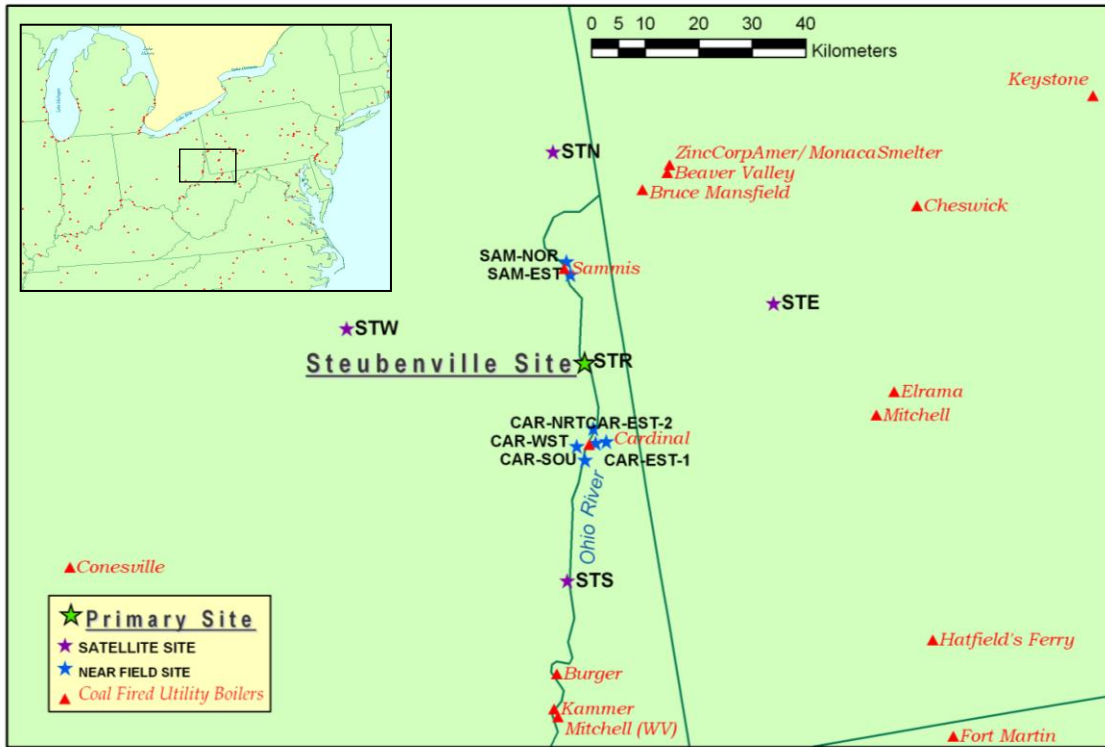 0 5 10 20 30 40
Kilometers
Keystone
STN
ZincCorpAmer/MonacaSmelter
Beaver Valley
Bruce Mansfield
Cheswick
SAM-NOR
Sammis
SAM-EST
STE
STW
Steubenville Site
STR
Elrama
Mitchell
CAR-NRT
CAR-EST-2
CAR-WST
Cardinal
CAR-SOU
CAR-EST-1
Ohio River
Conesville
STS
Primary Site
SATELLITE SITE
NEAR FIELD SITE
Coal Fired Utility Boilers
Hatfield's Ferry
Burger
Kammer
Mitchell (WV)
Fort Martin